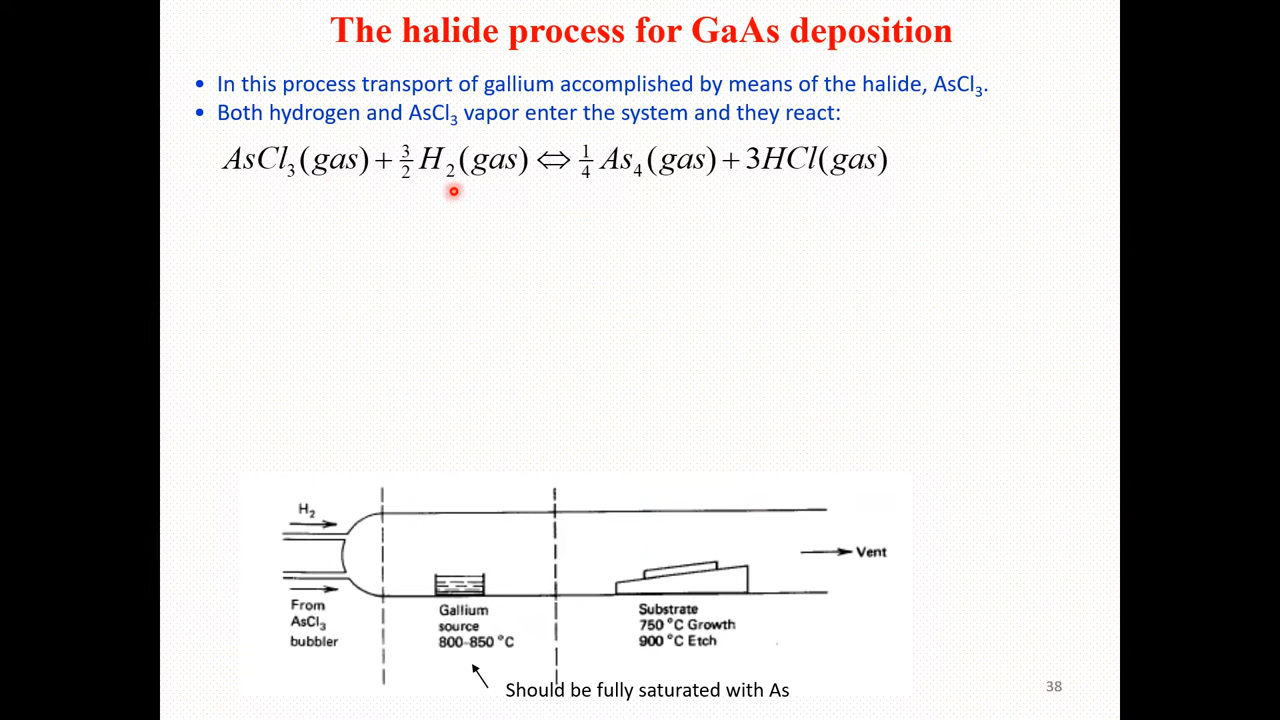 The halide process for GaAs deposition
• In this process transport of gallium accomplished by means of the halide, AsCl₃.
• Both hydrogen and AsCl₃ vapor enter the system and they react:
AsCl₃(gas) + 3/2 H₂(gas) ⇔ 1/4 As₄(gas) + 3HCl(gas)
H₂
Vent
From
AsCl₃
bubbler
Gallium
source
800-850 °C
Substrate
750 °C Growth
900 °C Etch
Should be fully saturated with As
38